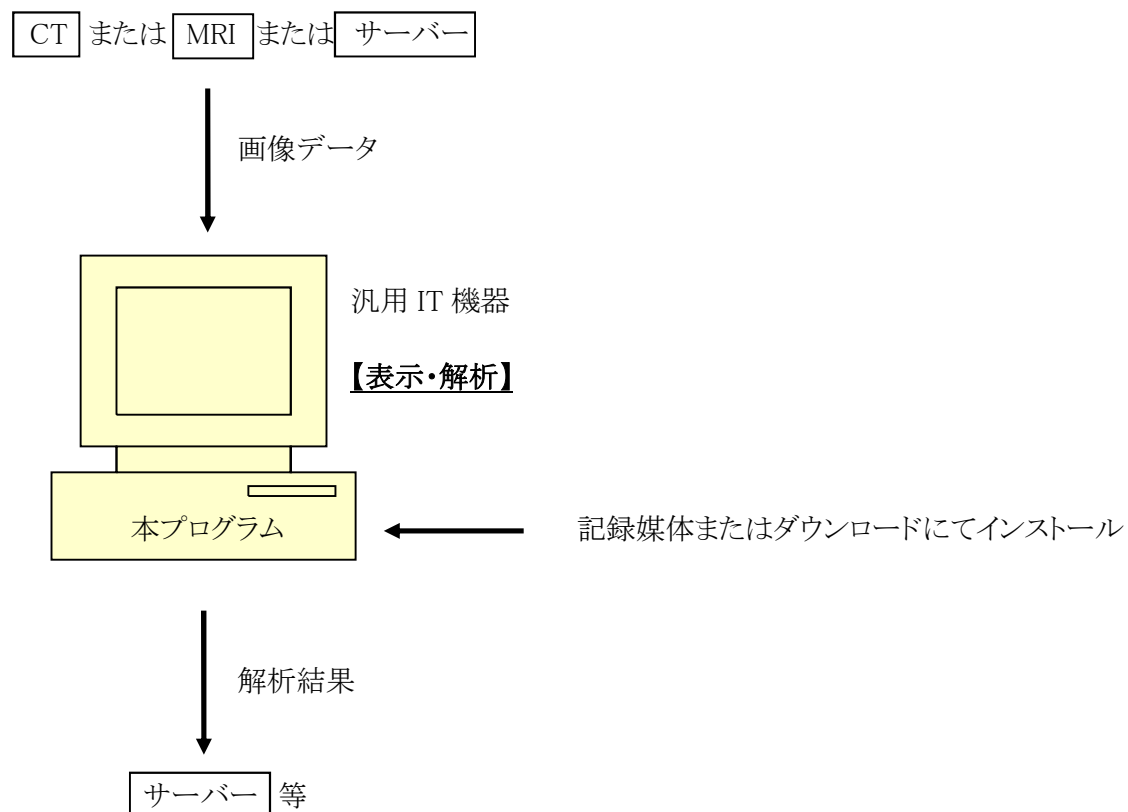 CT または MRI または サーバー
画像データ
汎用 IT 機器
【表示・解析】
本プログラム
記録媒体またはダウンロードにてインストール
解析結果
サーバー 等